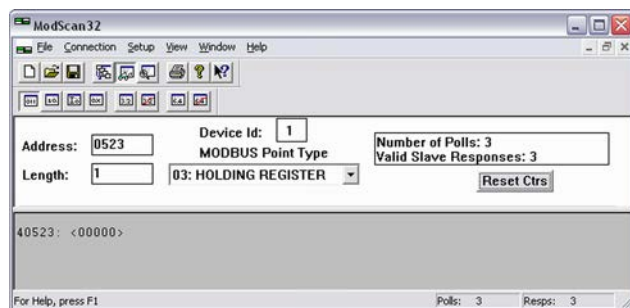 ModScan32
File Connection Setup View Window Help
Address: 0523
Device Id: 1
MODBUS Point Type
Length: 1
03: HOLDING REGISTER
Number of Polls: 3
Valid Slave Responses: 3
Reset Ctrs
40523: <00000>
For Help, press F1
Polls: 3
Resps: 3